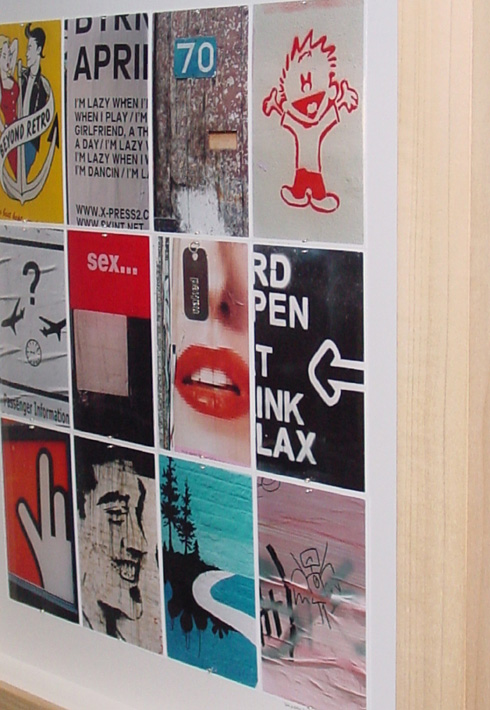 BEYOND RETRO
APRI
I'M LAZY WHEN I'
WHEN I PLAY / I'M L
GIRLFRIEND, A TH
A DAY / I'M LAZY W
I'M LAZY WHEN I
I'M DANCIN / I'M L
WWW.X-PRESS2.C
WWW.SKINT.NET
70
?
Passenger Information
sex...
RD
PEN
T
INK
LAX